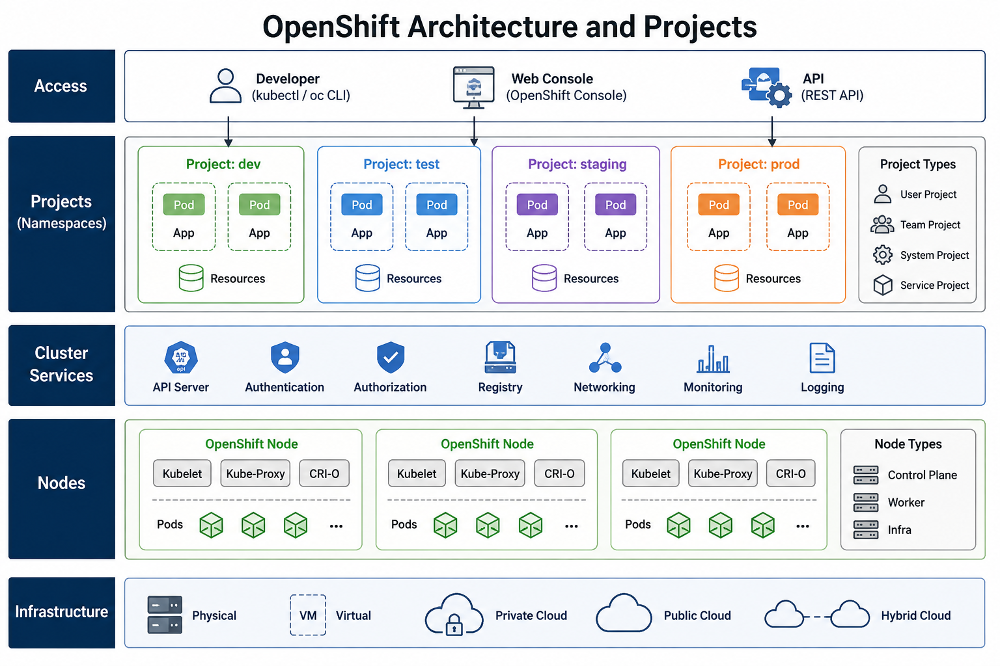 OpenShift Architecture and Projects
Access
Developer
(kubectl / oc CLI)
Web Console
(OpenShift Console)
API
(REST API)
Projects
(Namespaces)
Project: dev
Pod
Pod
App
App
Resources
Project: test
Pod
Pod
App
App
Resources
Project: staging
Pod
Pod
App
App
Resources
Project: prod
Pod
Pod
App
App
Resources
Project Types
User Project
Team Project
System Project
Service Project
Cluster
Services
api
API Server
Authentication
Authorization
Registry
Networking
Monitoring
Logging
Nodes
OpenShift Node
Kubelet
Kube-Proxy
CRI-O
Pods
...
OpenShift Node
Kubelet
Kube-Proxy
CRI-O
Pods
...
OpenShift Node
Kubelet
Kube-Proxy
CRI-O
Pods
...
Node Types
Control Plane
Worker
Infra
Infrastructure
Physical
VM
Virtual
Private Cloud
Public Cloud
Hybrid Cloud